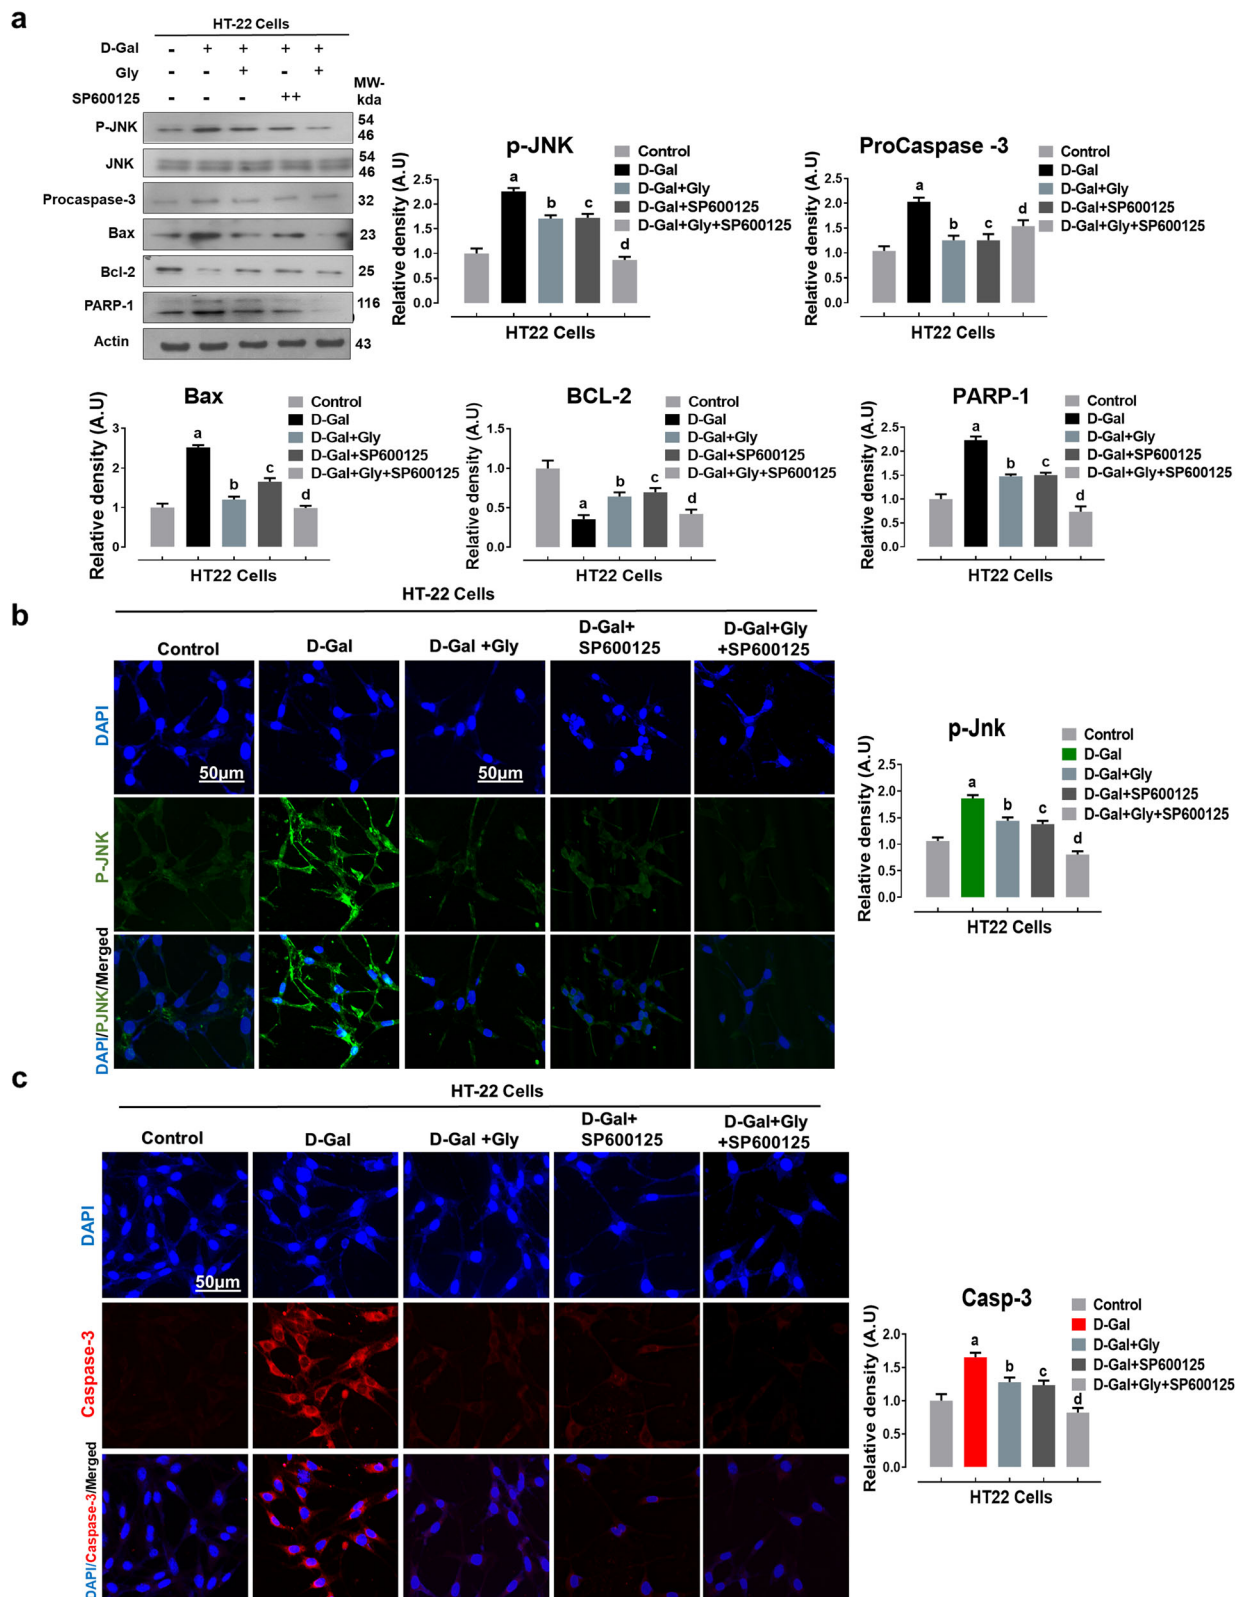 a
HT-22 Cells
D-Gal - + + + +
Gly + - +
SP600125 - - - ++
MW-
kda
P-JNK 54
46
JNK 54
46
Procaspase-3 32
Bax 23
Bcl-2 25
PARP-1 116
Actin 43
p-JNK
Relative density (A.U)
2.5
2.0
1.5
1.0
0.5
0.0
a
b
c
d
HT22 Cells
Control
D-Gal
D-Gal+Gly
D-Gal+SP600125
D-Gal+Gly+SP600125
ProCaspase -3
Relative density (A.U)
2.5
2.0
1.5
1.0
0.5
0.0
a
b
c
d
HT22 Cells
Control
D-Gal
D-Gal+Gly
D-Gal+SP600125
D-Gal+Gly+SP600125
Bax
Relative density (A.U)
3
2
1
0
a
b
c
d
HT22 Cells
Control
D-Gal
D-Gal+Gly
D-Gal+SP600125
D-Gal+Gly+SP600125
BCL-2
Relative density (A.U)
1.5
1.0
0.5
0.0
a
b
c
d
HT22 Cells
Control
D-Gal
D-Gal+Gly
D-Gal+SP600125
D-Gal+Gly+SP600125
PARP-1
Relative density (A.U)
2.5
2.0
1.5
1.0
0.5
0.0
a
b
c
d
HT22 Cells
Control
D-Gal
D-Gal+Gly
D-Gal+SP600125
D-Gal+Gly+SP600125
b
HT-22 Cells
Control
D-Gal
D-Gal +Gly
D-Gal+
SP600125
D-Gal+Gly
+SP600125
DAPI
50µm
50µm
P-JNK
DAPI/PJNK/Merged
p-Jnk
Relative density (A.U)
2.5
2.0
1.5
1.0
0.5
0.0
a
b
c
d
HT22 Cells
Control
D-Gal
D-Gal+Gly
D-Gal+SP600125
D-Gal+Gly+SP600125
c
HT-22 Cells
Control
D-Gal
D-Gal +Gly
D-Gal+
SP600125
D-Gal+Gly
+SP600125
DAPI
50µm
Caspase-3
DAPI/Caspase-3/Merged
Casp-3
Relative density (A.U)
2.0
1.5
1.0
0.5
0.0
a
b
c
d
HT22 Cells
Control
D-Gal
D-Gal+Gly
D-Gal+SP600125
D-Gal+Gly+SP600125